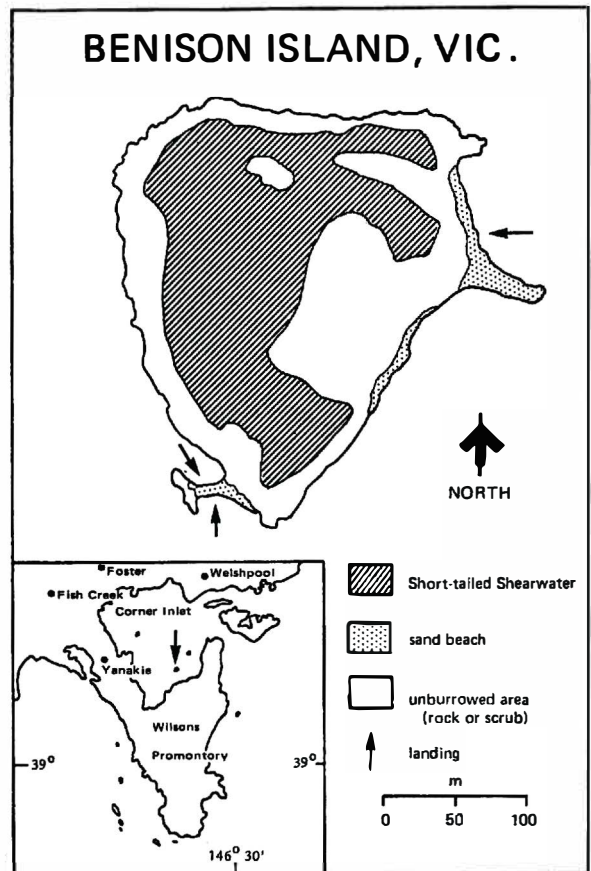 BENISON ISLAND, VIC.
NORTH
Foster
Welshpool
Fish Creek
Corner Inlet
Yanakie
Wilsons
Promontory
39°
39°
146° 30'
Short-tailed Shearwater
sand beach
unburrowed area
(rock or scrub)
landing
m
0 50 100